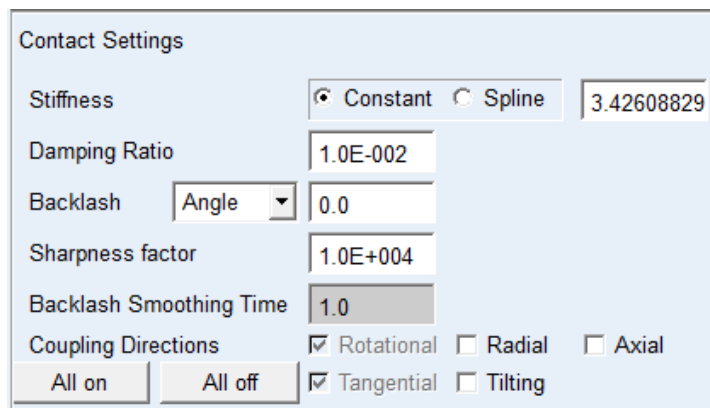 Contact Settings
Stiffness Constant Spline 3.42608829
Damping Ratio 1.0E-002
Backlash Angle 0.0
Sharpness factor 1.0E+004
Backlash Smoothing Time 1.0
Coupling Directions Rotational Radial Axial
All on All off Tangential Tilting